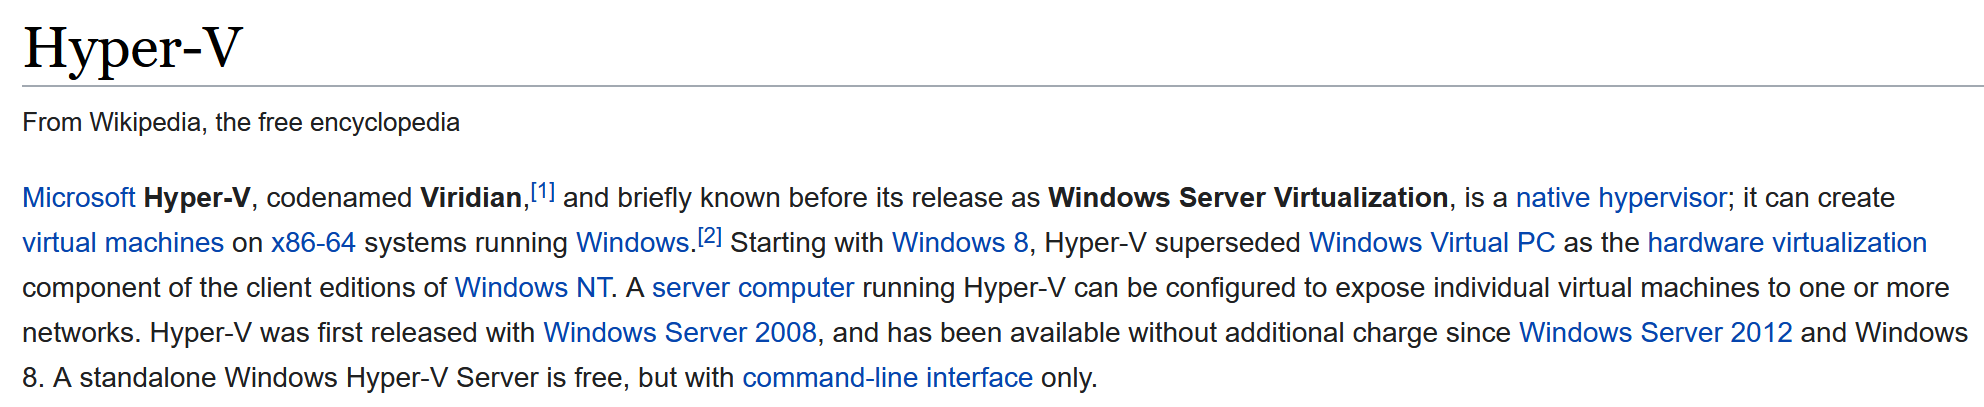 Hyper-V
From Wikipedia, the free encyclopedia
Microsoft Hyper-V, codenamed Viridian,[1] and briefly known before its release as Windows Server Virtualization, is a native hypervisor; it can create
virtual machines on x86-64 systems running Windows.[2] Starting with Windows 8, Hyper-V superseded Windows Virtual PC as the hardware virtualization
component of the client editions of Windows NT. A server computer running Hyper-V can be configured to expose individual virtual machines to one or more
networks. Hyper-V was first released with Windows Server 2008, and has been available without additional charge since Windows Server 2012 and Windows
8. A standalone Windows Hyper-V Server is free, but with command-line interface only.